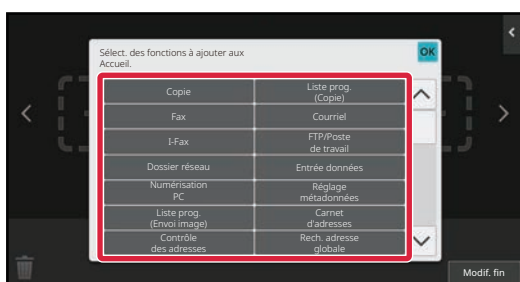 Sélect. des fonctions à ajouter aux
Accueil.
OK
Copie
Liste prog.
(Copie)
Fax
Courriel
I-Fax
FTP/Poste
de travail
Dossier réseau
Entrée données
Numérisation
PC
Réglage
métadonnées
Liste prog.
(Envoi image)
Carnet
d'adresses
Contrôle
des adresses
Rech. adresse
globale
Modif. fin